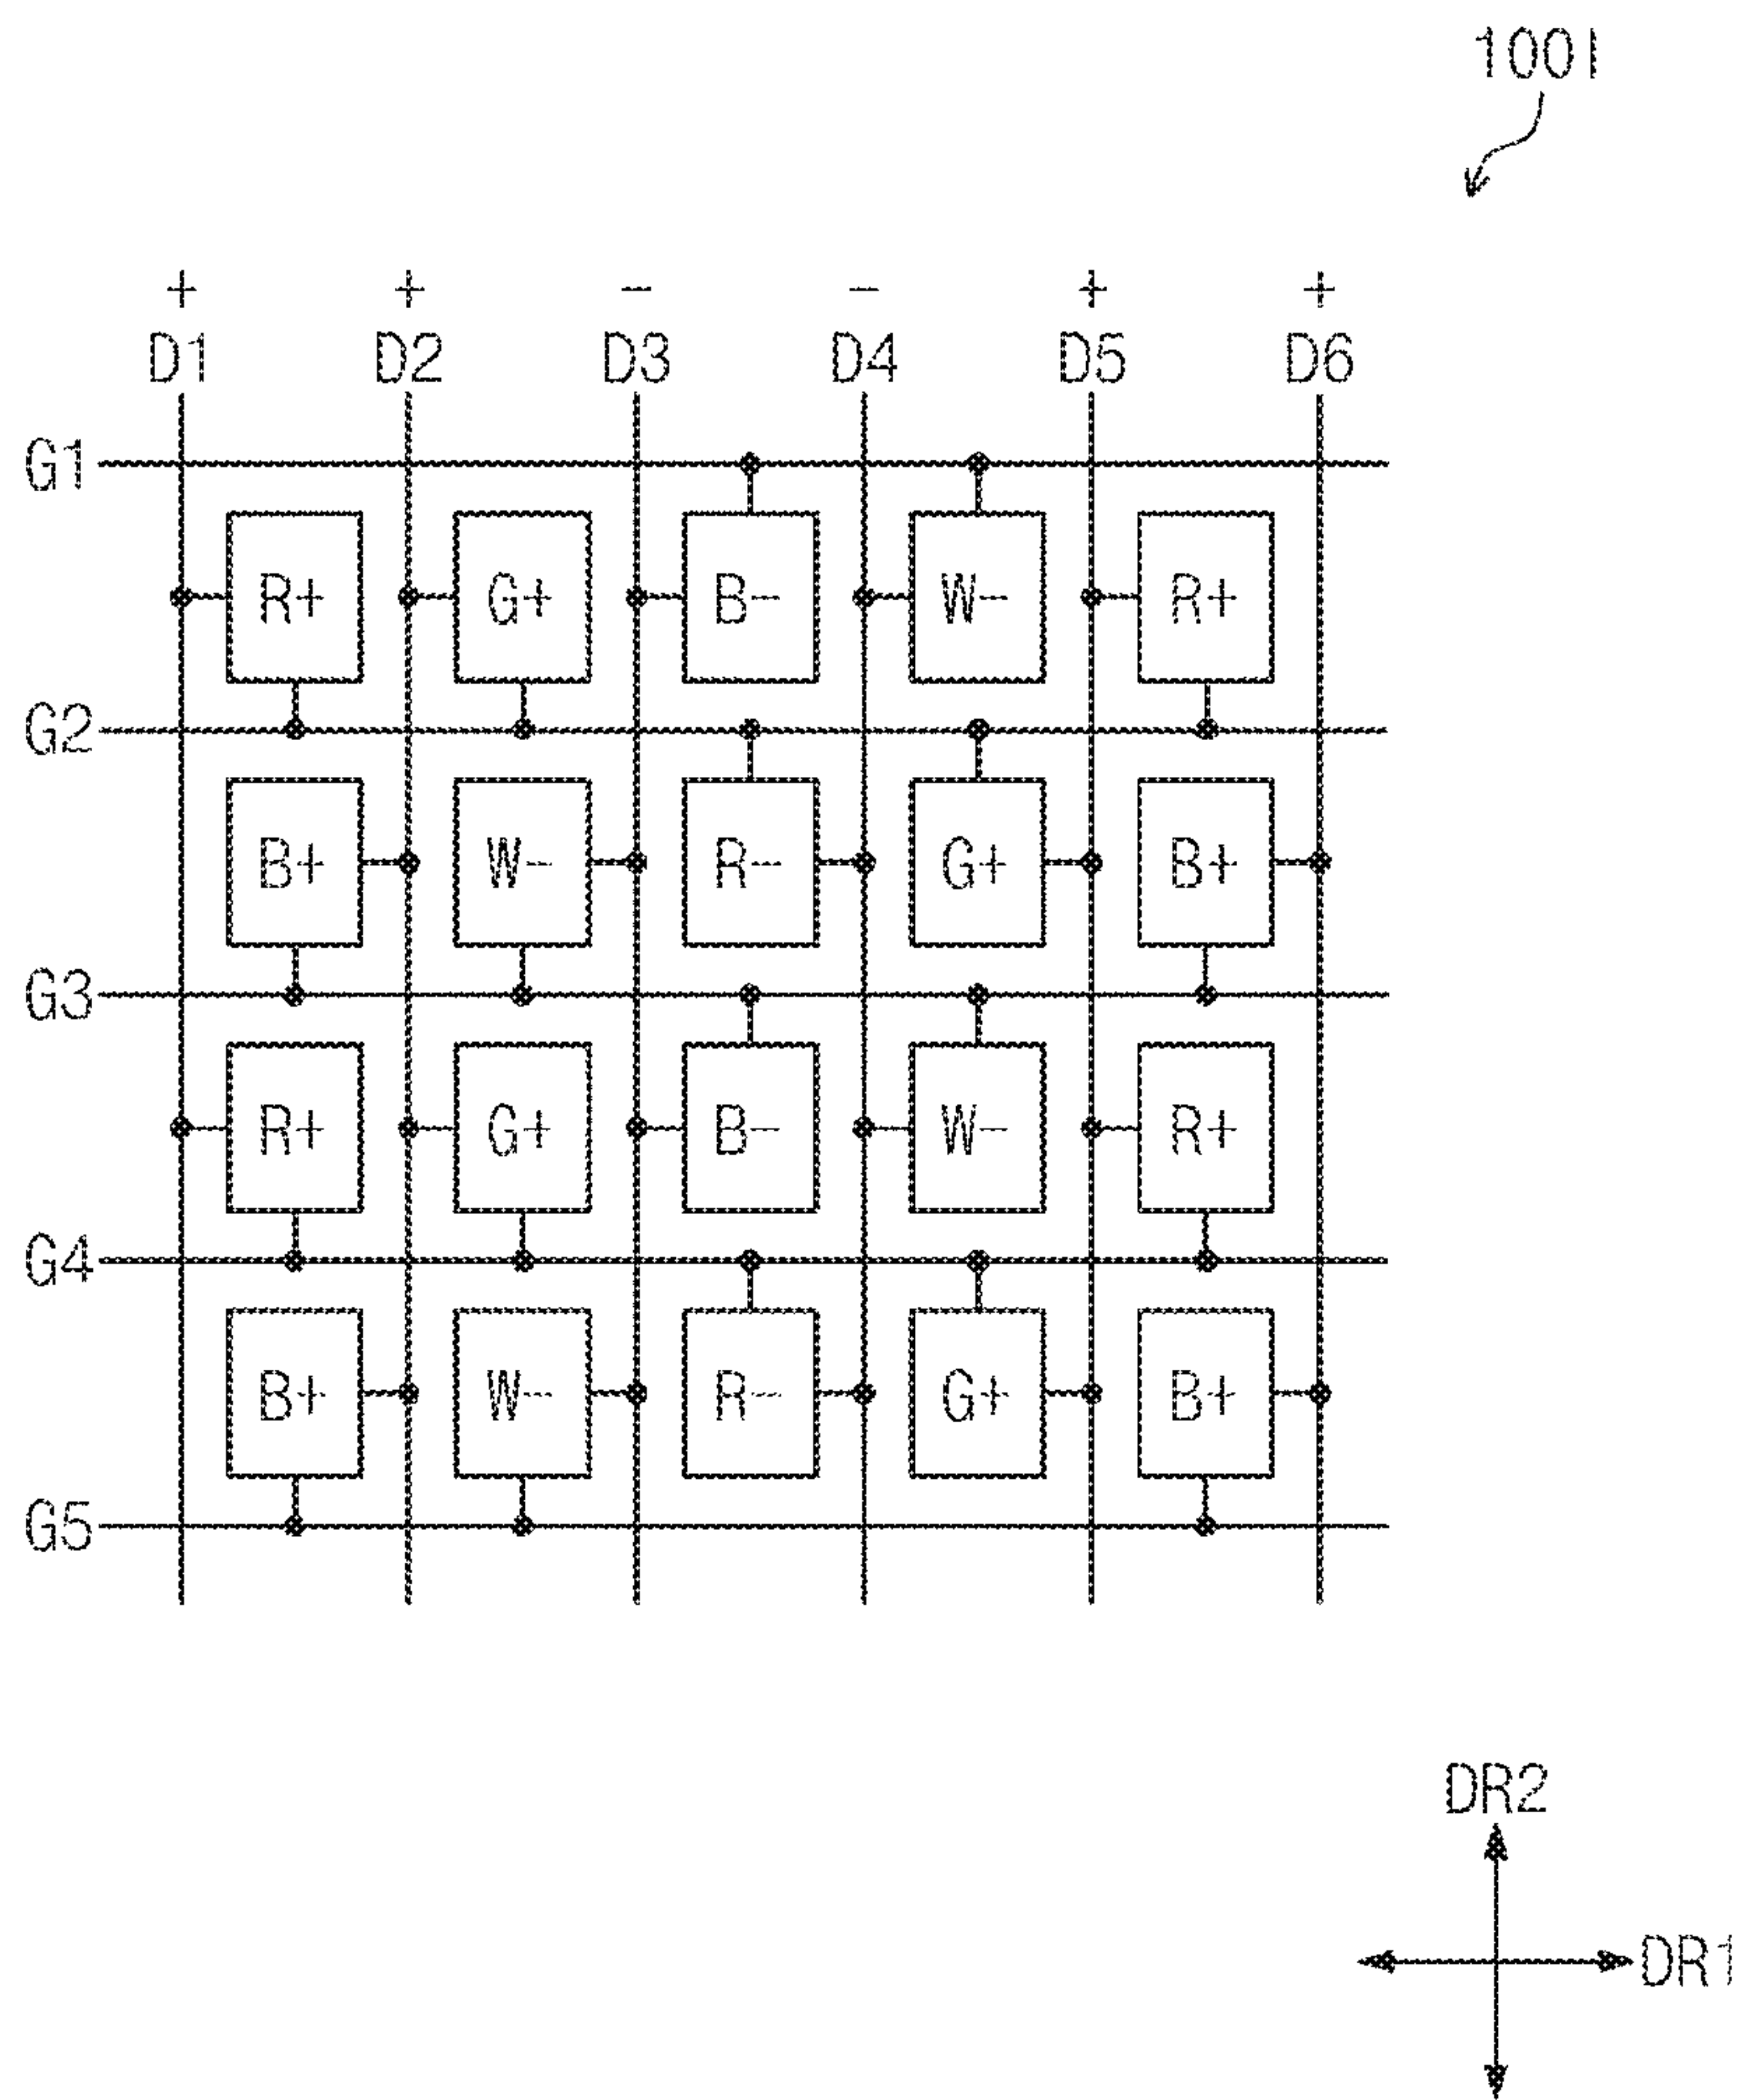 100I
+ + - - + +
D1 D2 D3 D4 D5 D6
G1
R+ G+ B- W- R+
G2
B+ W- R- G+ B+
G3
R+ G+ B- W- R+
G4
B+ W- R- G+ B+
G5
DR2
DR1